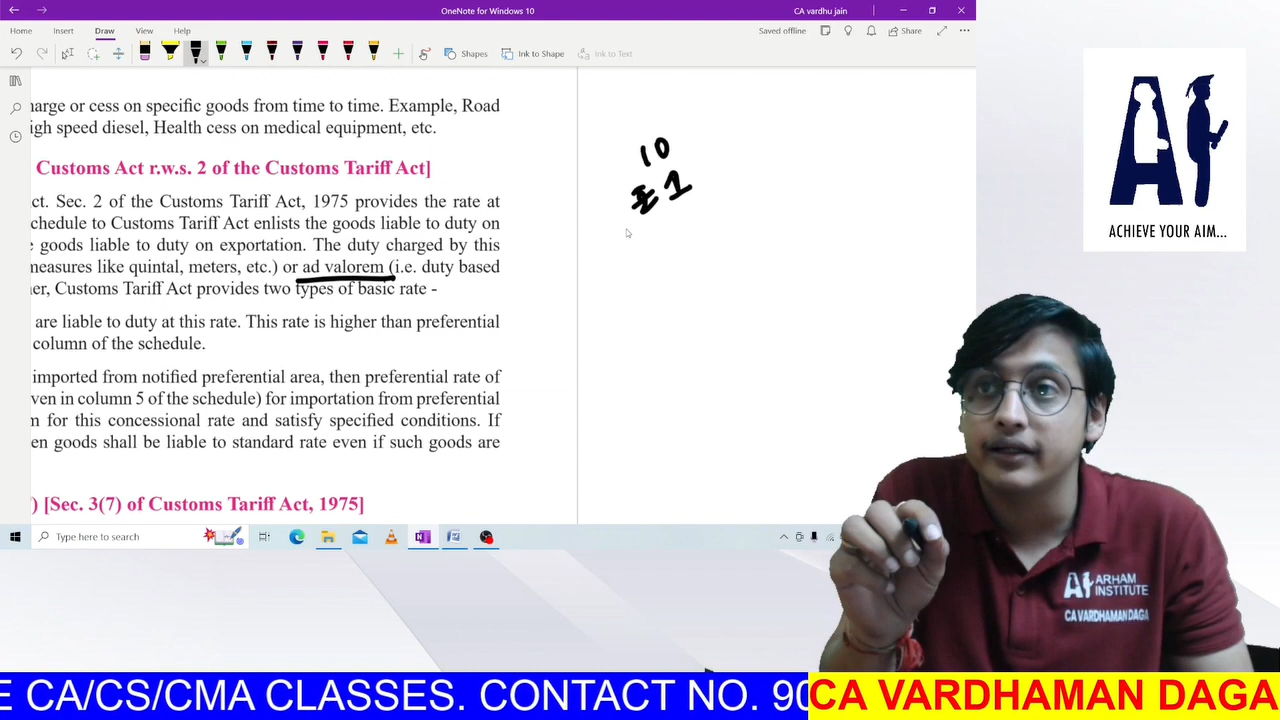 OneNote for Windows 10
CA vardhu jain
Home Insert Draw View Help
Saved offline
Share
Shapes
Ink to Shape
Ink to Text
harge or cess on specific goods from time to time. Example, Road
igh speed diesel, Health cess on medical equipment, etc.
Customs Act r.w.s. 2 of the Customs Tariff Act]
ct. Sec. 2 of the Customs Tariff Act, 1975 provides the rate at
chedule to Customs Tariff Act enlists the goods liable to duty on
e goods liable to duty on exportation. The duty charged by this
measures like quintal, meters, etc.) or ad valorem (i.e. duty based
er, Customs Tariff Act provides two types of basic rate -
are liable to duty at this rate. This rate is higher than preferential
column of the schedule.
imported from notified preferential area, then preferential rate of
ven in column 5 of the schedule) for importation from preferential
m for this concessional rate and satisfy specified conditions. If
en goods shall be liable to standard rate even if such goods are
) [Sec. 3(7) of Customs Tariff Act, 1975]
10
1
Type here to search
ACHIEVE YOUR AIM...
ARHAM
INSTITUTE
CA VARDHAMAN DAGA
E CA/CS/CMA CLASSES. CONTACT NO. 90
CA VARDHAMAN DAGA